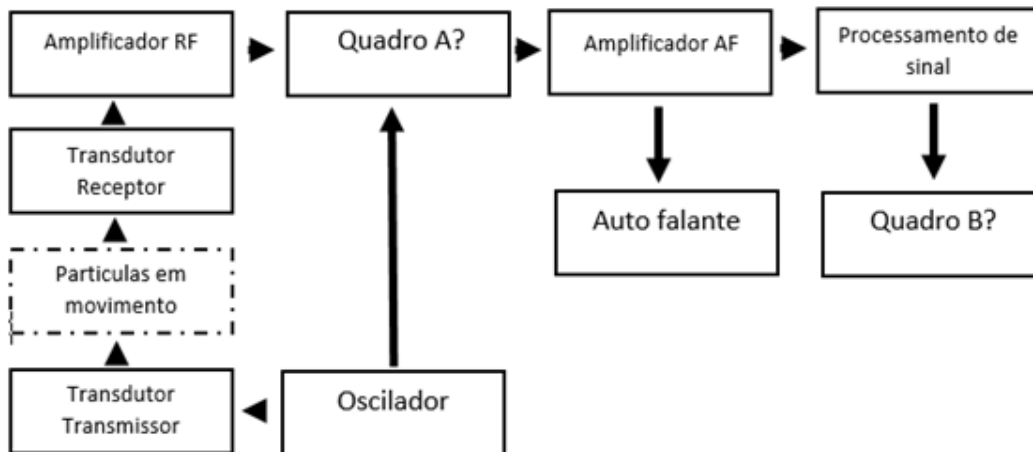 Amplificador RF
Quadro A?
Amplificador AF
Processamento de
sinal
Transdutor
Receptor
Auto falante
Quadro B?
Particulas em
movimento
Transdutor
Transmissor
Oscilador